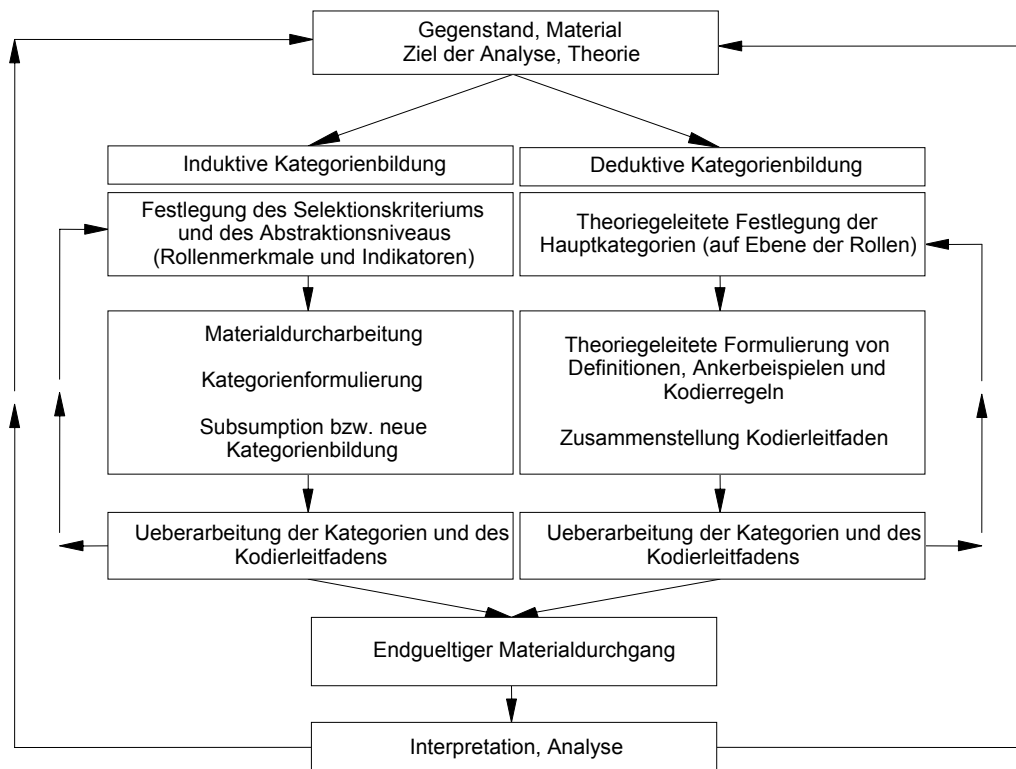 Gegenstand, Material
Ziel der Analyse, Theorie
Induktive Kategorienbildung
Deduktive Kategorienbildung
Festlegung des Selektionskriteriums
und des Abstraktionsniveaus
(Rollenmerkmale und Indikatoren)
Theoriegeleitete Festlegung der
Hauptkategorien (auf Ebene der Rollen)
Materialdurcharbeitung
Kategorienformulierung
Subsumption bzw. neue
Kategorienbildung
Theoriegeleitete Formulierung von
Definitionen, Ankerbeispielen und
Kodierregeln
Zusammenstellung Kodierleitfaden
Ueberarbeitung der Kategorien und des
Kodierleitfadens
Ueberarbeitung der Kategorien und des
Kodierleitfadens
Endgueltiger Materialdurchgang
Interpretation, Analyse